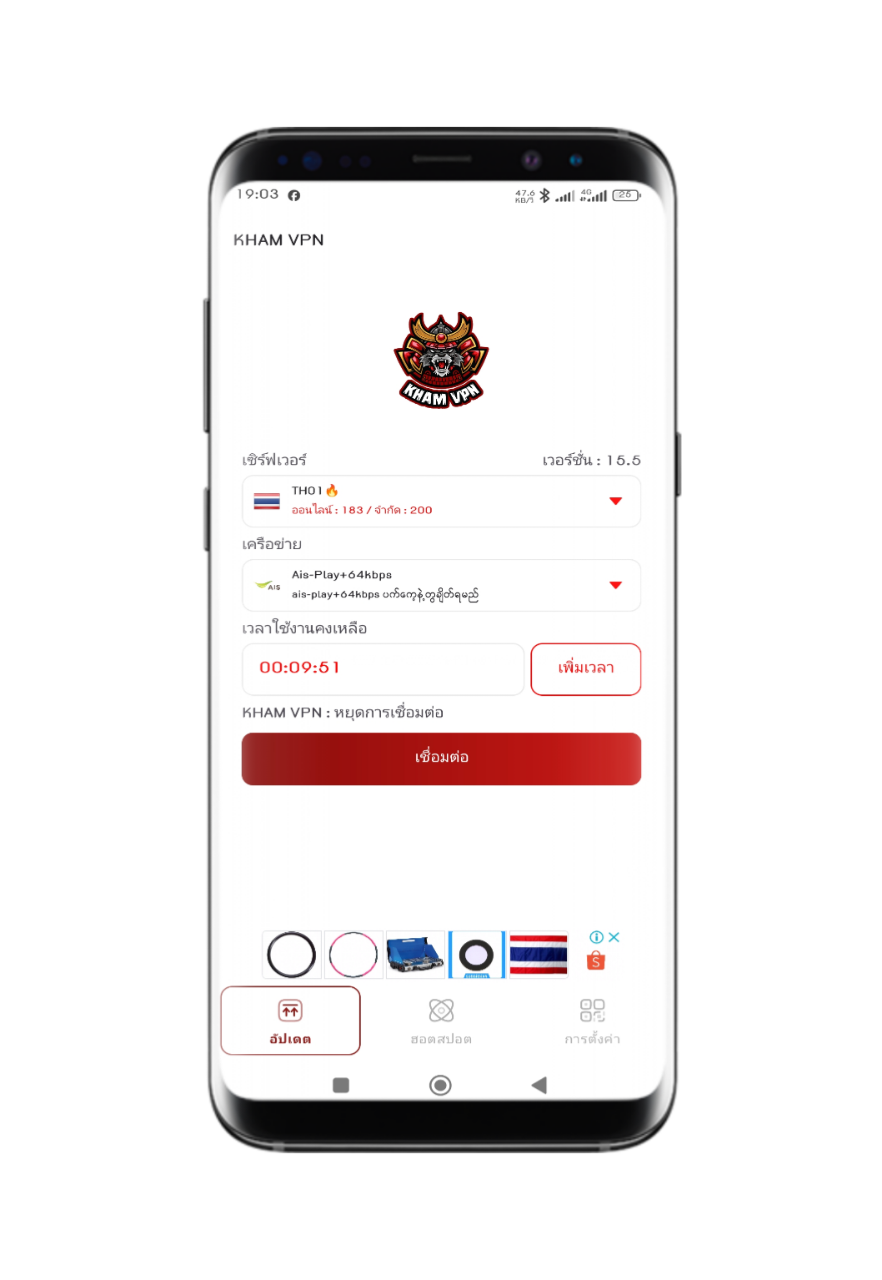 19:03
47.6
KB/1
4G
25
KHAM VPN
KHAM VPN
เซิร์ฟเวอร์
เวอร์ชั่น : 15.5
TH01🔥
ออนไลน์ : 183 / จำกัด : 200
เครือข่าย
Ais-Play+64kbps
AIS
ais-play+64kbps ပက်ကေ့နဲ့တွချိတ်ရမည်
เวลาใช้งานคงเหลือ
00:09:51
เพิ่มเวลา
KHAM VPN : หยุดการเชื่อมต่อ
เชื่อมต่อ
S
อัปเดต
ฮอตสปอต
การตั้งค่า